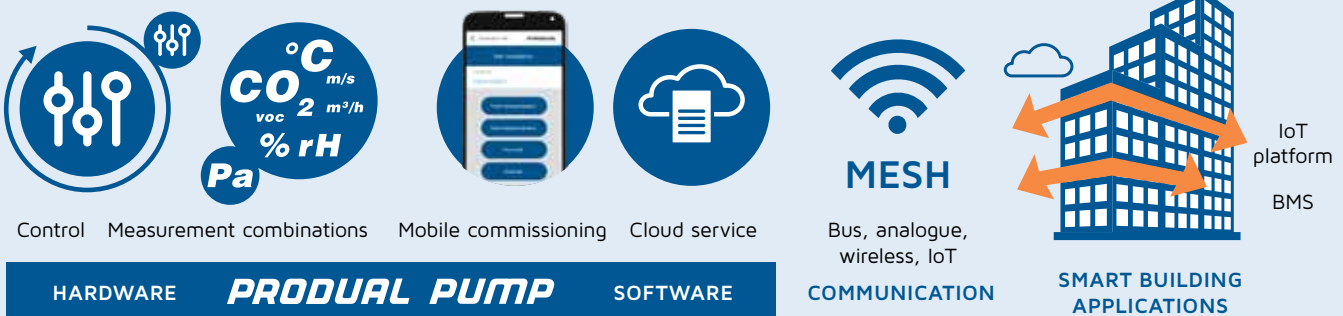 °C
m/s
CO2
m³/h
voc
% rH
Pa
MESH
IoT
platform
BMS
Control
Measurement combinations
Mobile commissioning
Cloud service
Bus, analogue,
wireless, IoT
HARDWARE
PRODUAL PUMP
SOFTWARE
COMMUNICATION
SMART BUILDING
APPLICATIONS